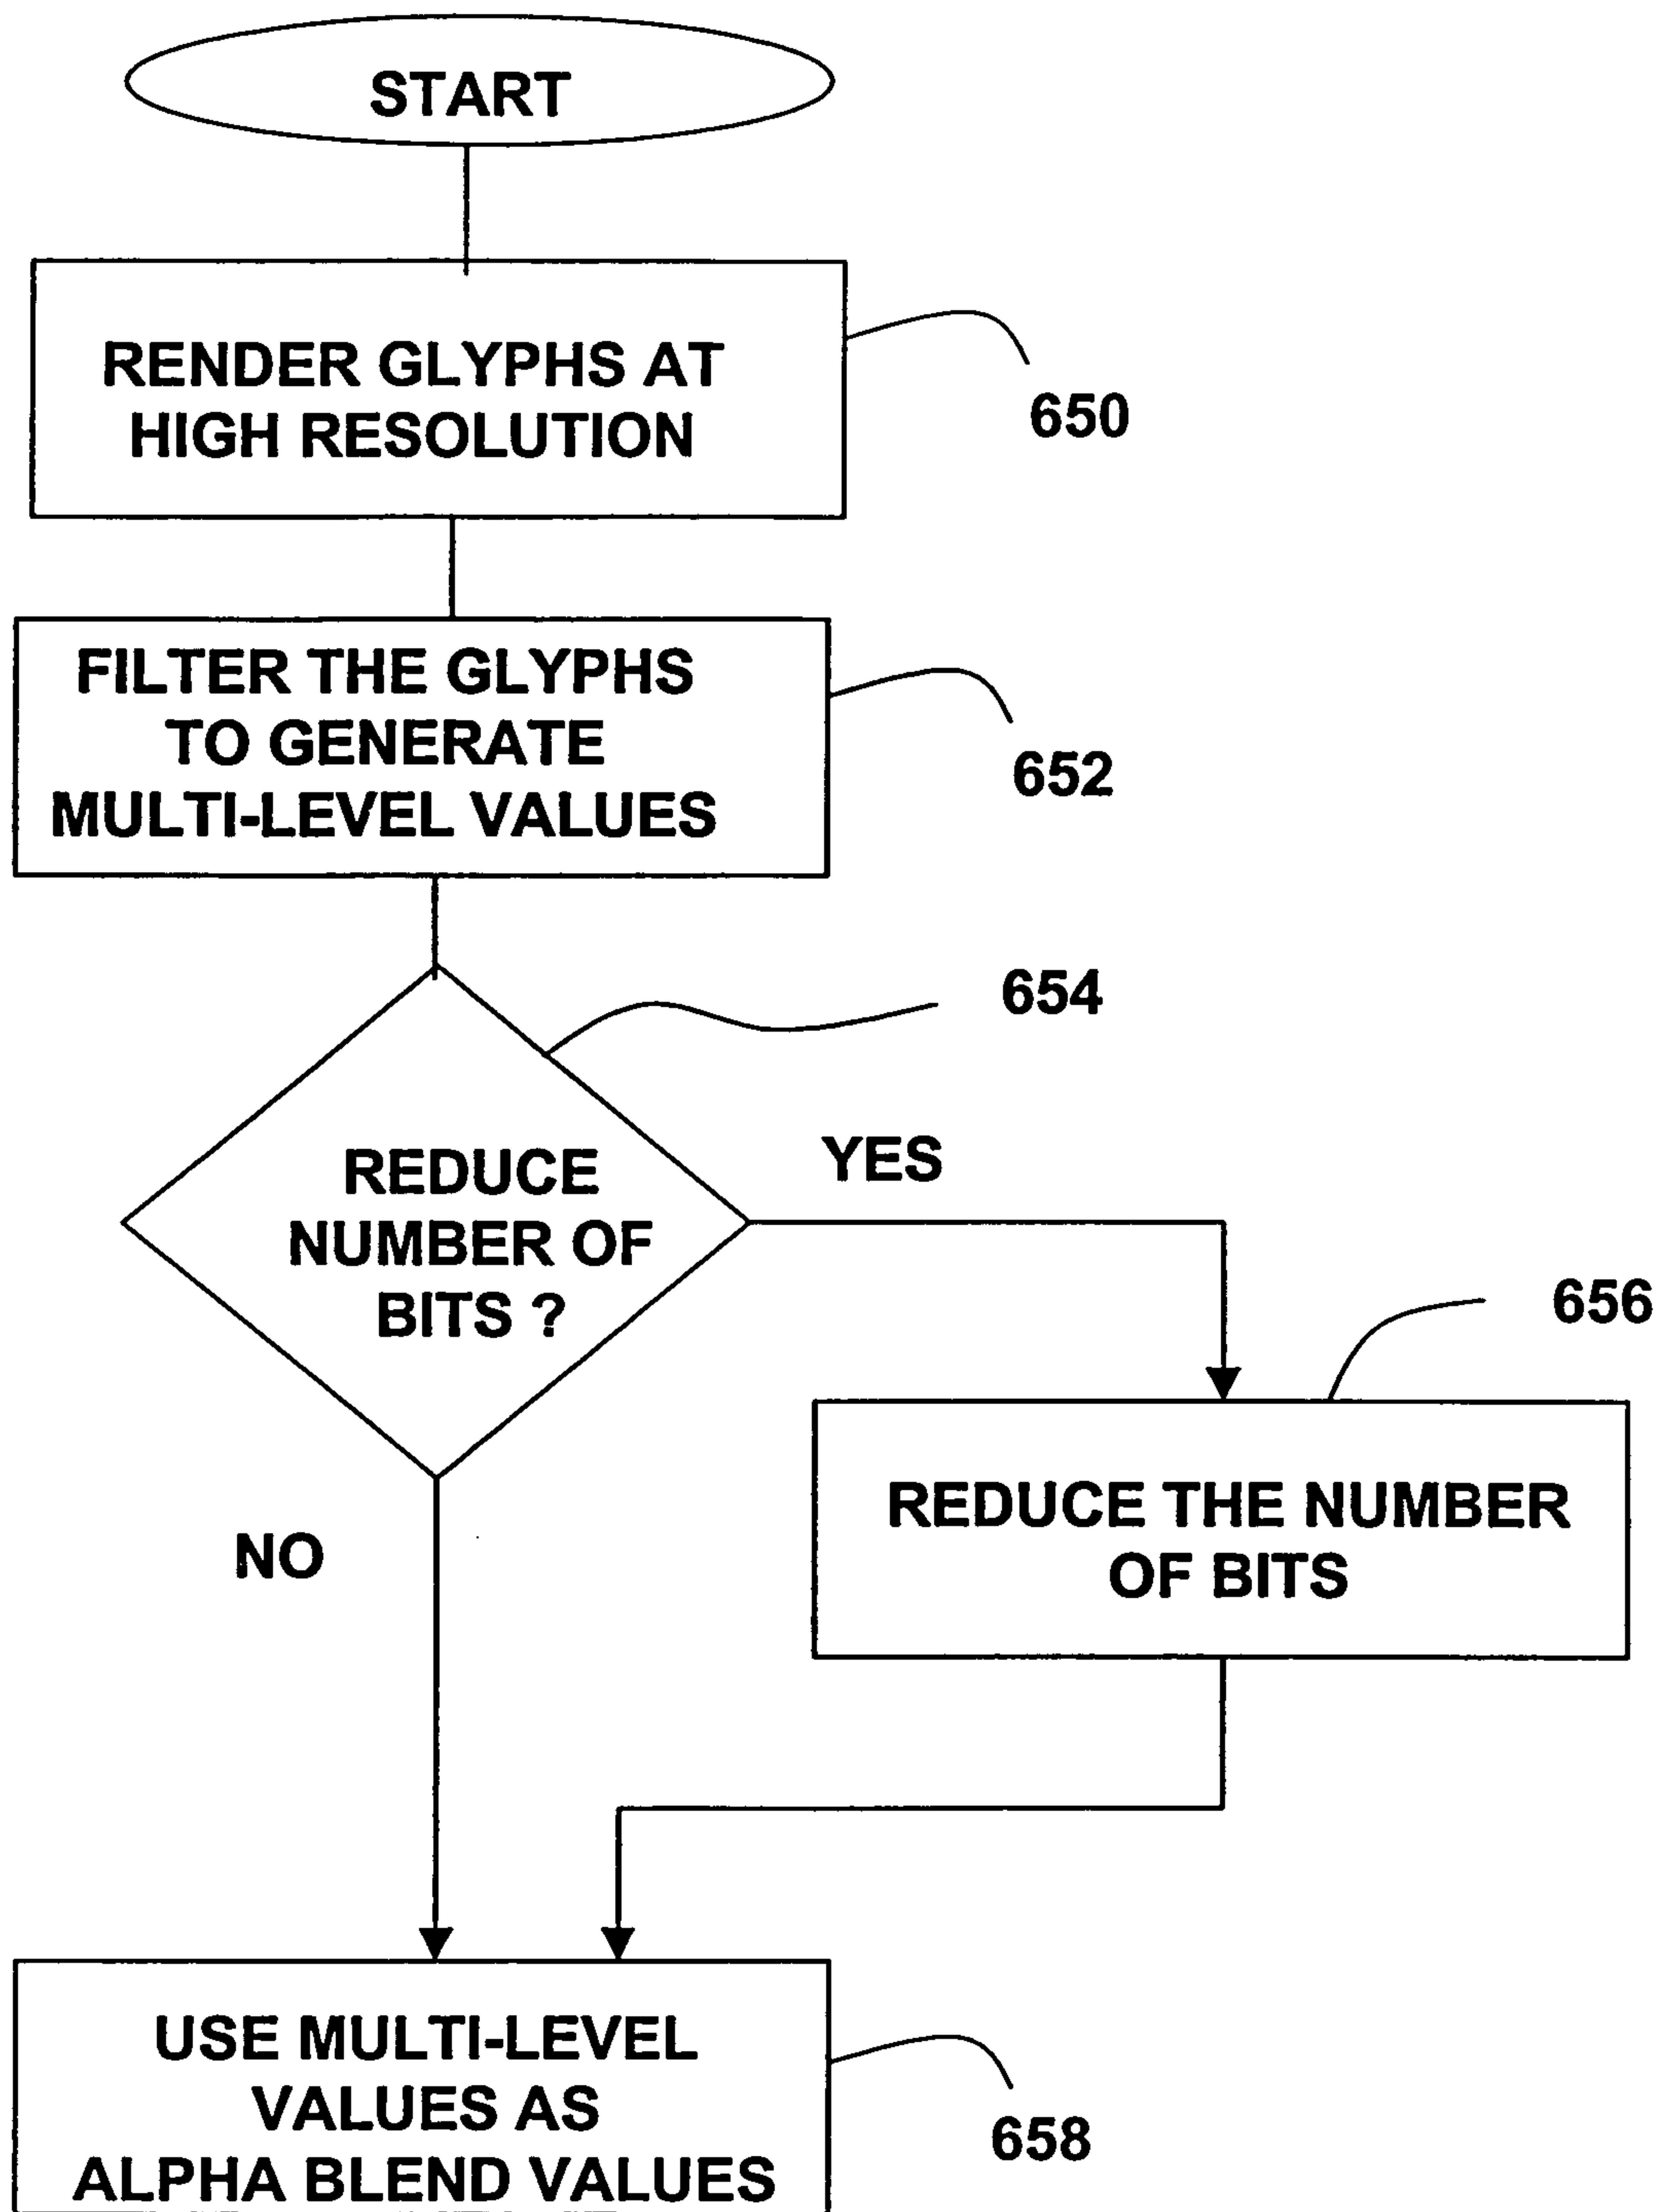 START
RENDER GLYPHS AT
HIGH RESOLUTION
650
FILTER THE GLYPHS
TO GENERATE
MULTI-LEVEL VALUES
652
654
REDUCE
NUMBER OF
BITS ?
YES
656
REDUCE THE NUMBER
OF BITS
NO
USE MULTI-LEVEL
VALUES AS
ALPHA BLEND VALUES
658